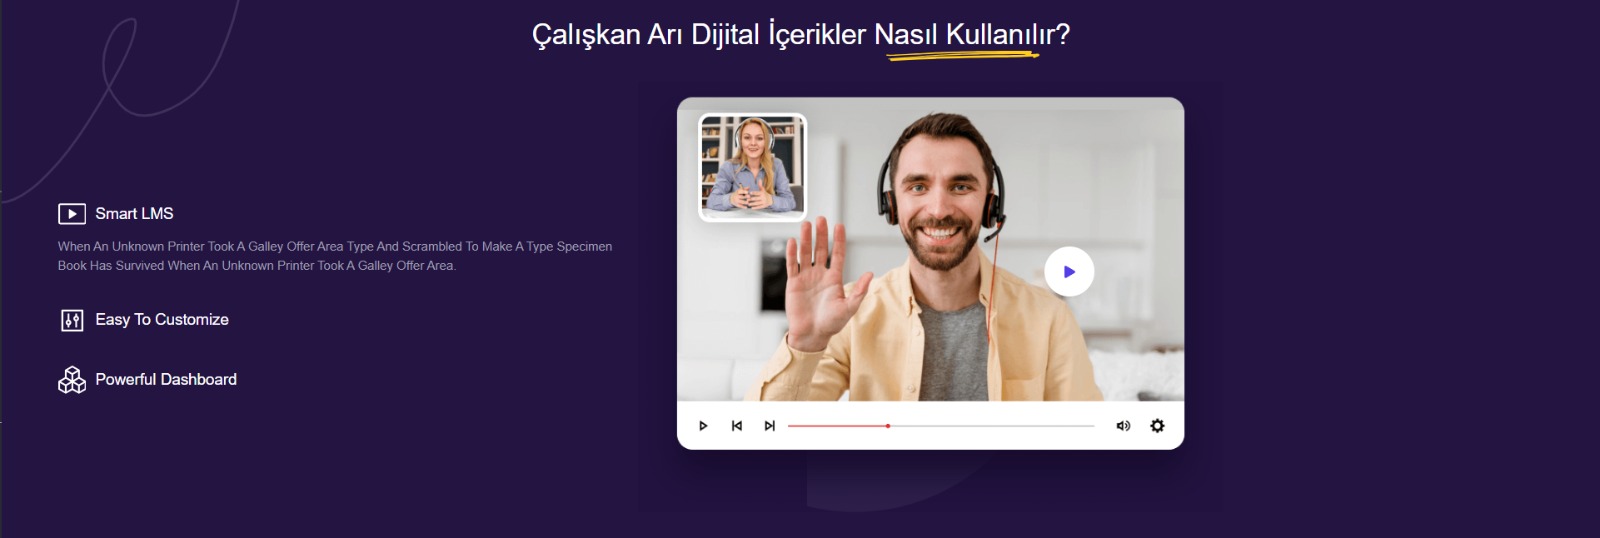 Çalışkan Arı Dijital İçerikler Nasıl Kullanılır?
Smart LMS
When An Unknown Printer Took A Galley Offer Area Type And Scrambled To Make A Type Specimen
Book Has Survived When An Unknown Printer Took A Galley Offer Area.
Easy To Customize
Powerful Dashboard